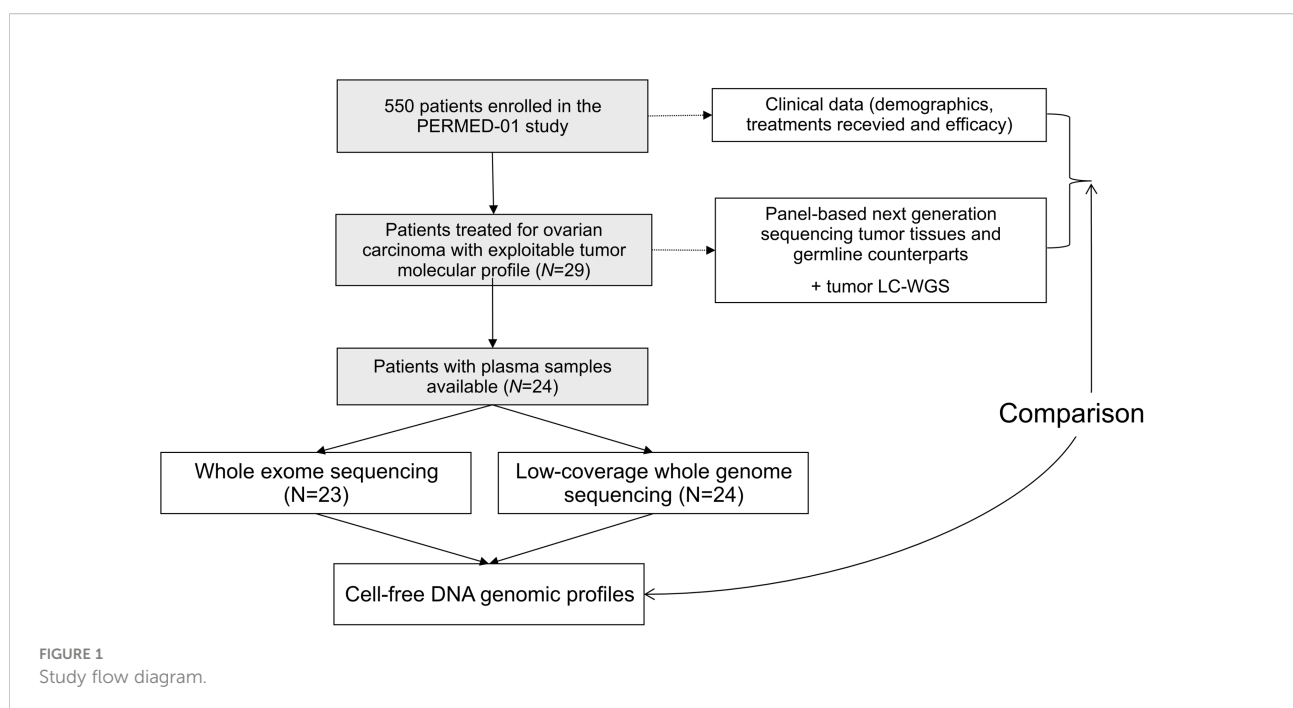 550 patients enrolled in the
PERMED-01 study
Clinical data (demographics,
treatments recevied and efficacy)
Patients treated for ovarian
carcinoma with exploitable tumor
molecular profile (N=29)
Panel-based next generation
sequencing tumor tissues and
germline counterparts
+ tumor LC-WGS
Patients with plasma samples
available (N=24)
Comparison
Whole exome sequencing
(N=23)
Low-coverage whole genome
sequencing (N=24)
Cell-free DNA genomic profiles
FIGURE 1
Study flow diagram.